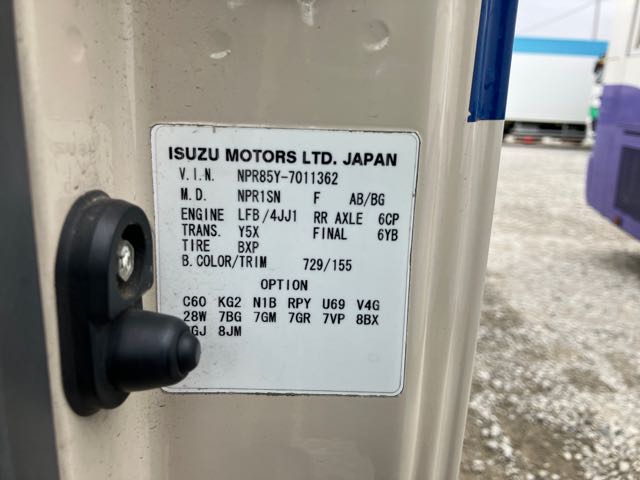 ISUZU MOTORS LTD. JAPAN
V.I.N. NPR85Y-7011362
M.D. NPR1SN F AB/BG
ENGINE LFB/4JJ1 RR AXLE 6CP
TRANS. Y5X FINAL 6YB
TIRE BXP
B.COLOR/TRIM 729/155
OPTION
C60 KG2 N1B RPY U69 V4G
28W 7BG 7GM 7GR 7VP 8BX
8JM